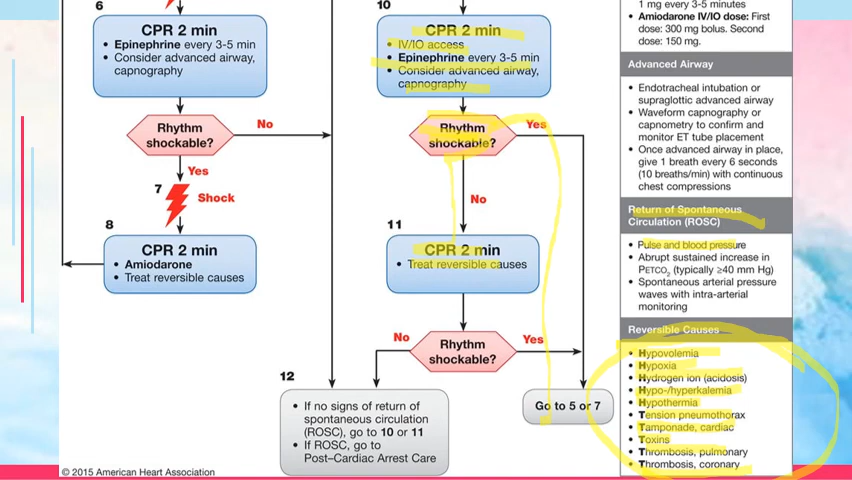 6
CPR 2 min
• Epinephrine every 3-5 min
• Consider advanced airway,
capnography
Rhythm
shockable?
No
Yes
7
Shock
8
CPR 2 min
• Amiodarone
• Treat reversible causes
10
CPR 2 min
• IV/IO access
• Epinephrine every 3-5 min
• Consider advanced airway,
capnography
Rhythm
shockable?
Yes
No
11
CPR 2 min
• Treat reversible causes
Rhythm
shockable?
No
Yes
12
• If no signs of return of
spontaneous circulation
(ROSC), go to 10 or 11
• If ROSC, go to
Post–Cardiac Arrest Care
Go to 5 or 7
1 mg every 3-5 minutes
• Amiodarone IV/IO dose: First
dose: 300 mg bolus. Second
dose: 150 mg.
Advanced Airway
• Endotracheal intubation or
supraglottic advanced airway
• Waveform capnography or
capnometry to confirm and
monitor ET tube placement
• Once advanced airway in place,
give 1 breath every 6 seconds
(10 breaths/min) with continuous
chest compressions
Return of Spontaneous
Circulation (ROSC)
• Pulse and blood pressure
• Abrupt sustained increase in
PETCO₂ (typically ≥40 mm Hg)
• Spontaneous arterial pressure
waves with intra-arterial
monitoring
Reversible Causes
• Hypovolemia
• Hypoxia
• Hydrogen ion (acidosis)
• Hypo-/hyperkalemia
• Hypothermia
• Tension pneumothorax
• Tamponade, cardiac
• Toxins
• Thrombosis, pulmonary
• Thrombosis, coronary
© 2015 American Heart Association